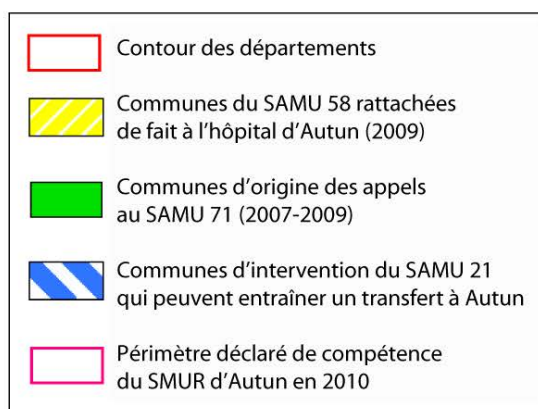 Contour des départements
Communes du SAMU 58 rattachées
de fait à l'hôpital d'Autun (2009)
Communes d'origine des appels
au SAMU 71 (2007-2009)
Communes d'intervention du SAMU 21
qui peuvent entraîner un transfert à Autun
Périmètre déclaré de compétence
du SMUR d'Autun en 2010